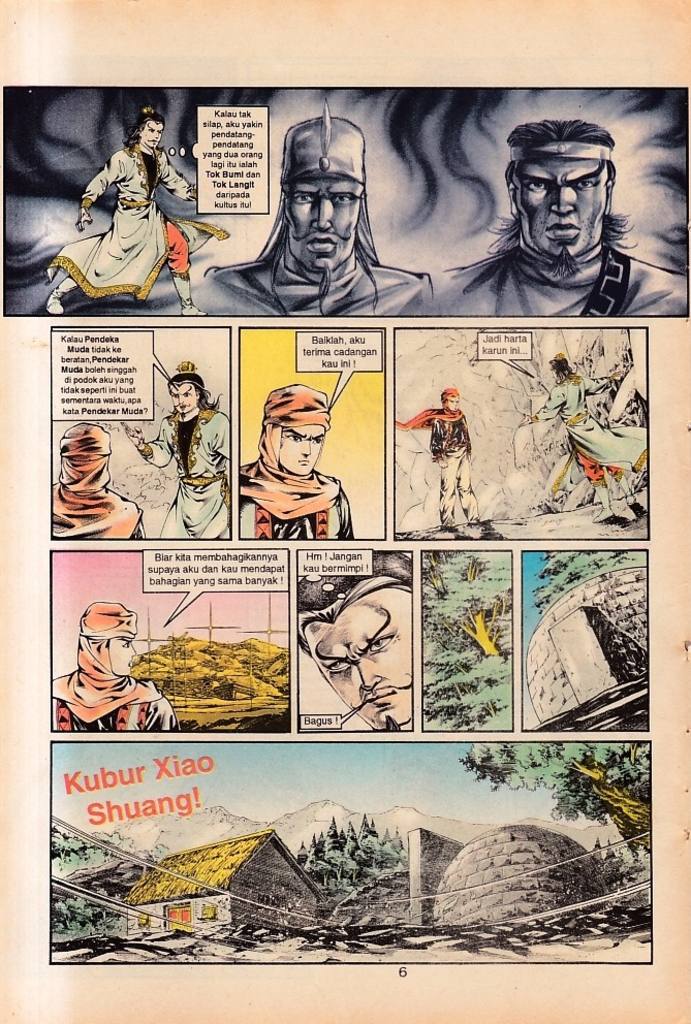 Kalau tak
silap, aku yakin
pendatang-
pendatang
yang dua orang
lagi itu ialah
Tok Bumi dan
Tok Langit
daripada
kultus itu!
Kalau Pendeka
Muda tidak ke
beratan,Pendekar
Muda boleh singgah
di podok aku yang
tidak seperti ini buat
sementara waktu,apa
kata Pendekar Muda?
Baiklah, aku
terima cadangan
kau ini !
Jadi harta
karun ini...
Biar kita membahagikannya
supaya aku dan kau mendapat
bahagian yang sama banyak !
Hm ! Jangan
kau bermimpi !
Bagus !
Kubur Xiao
Shuang!
6